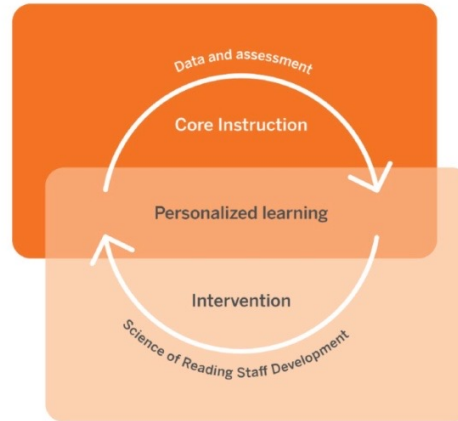 Data and assessment
Core Instruction
Personalized learning
Intervention
Science of Reading Staff Development